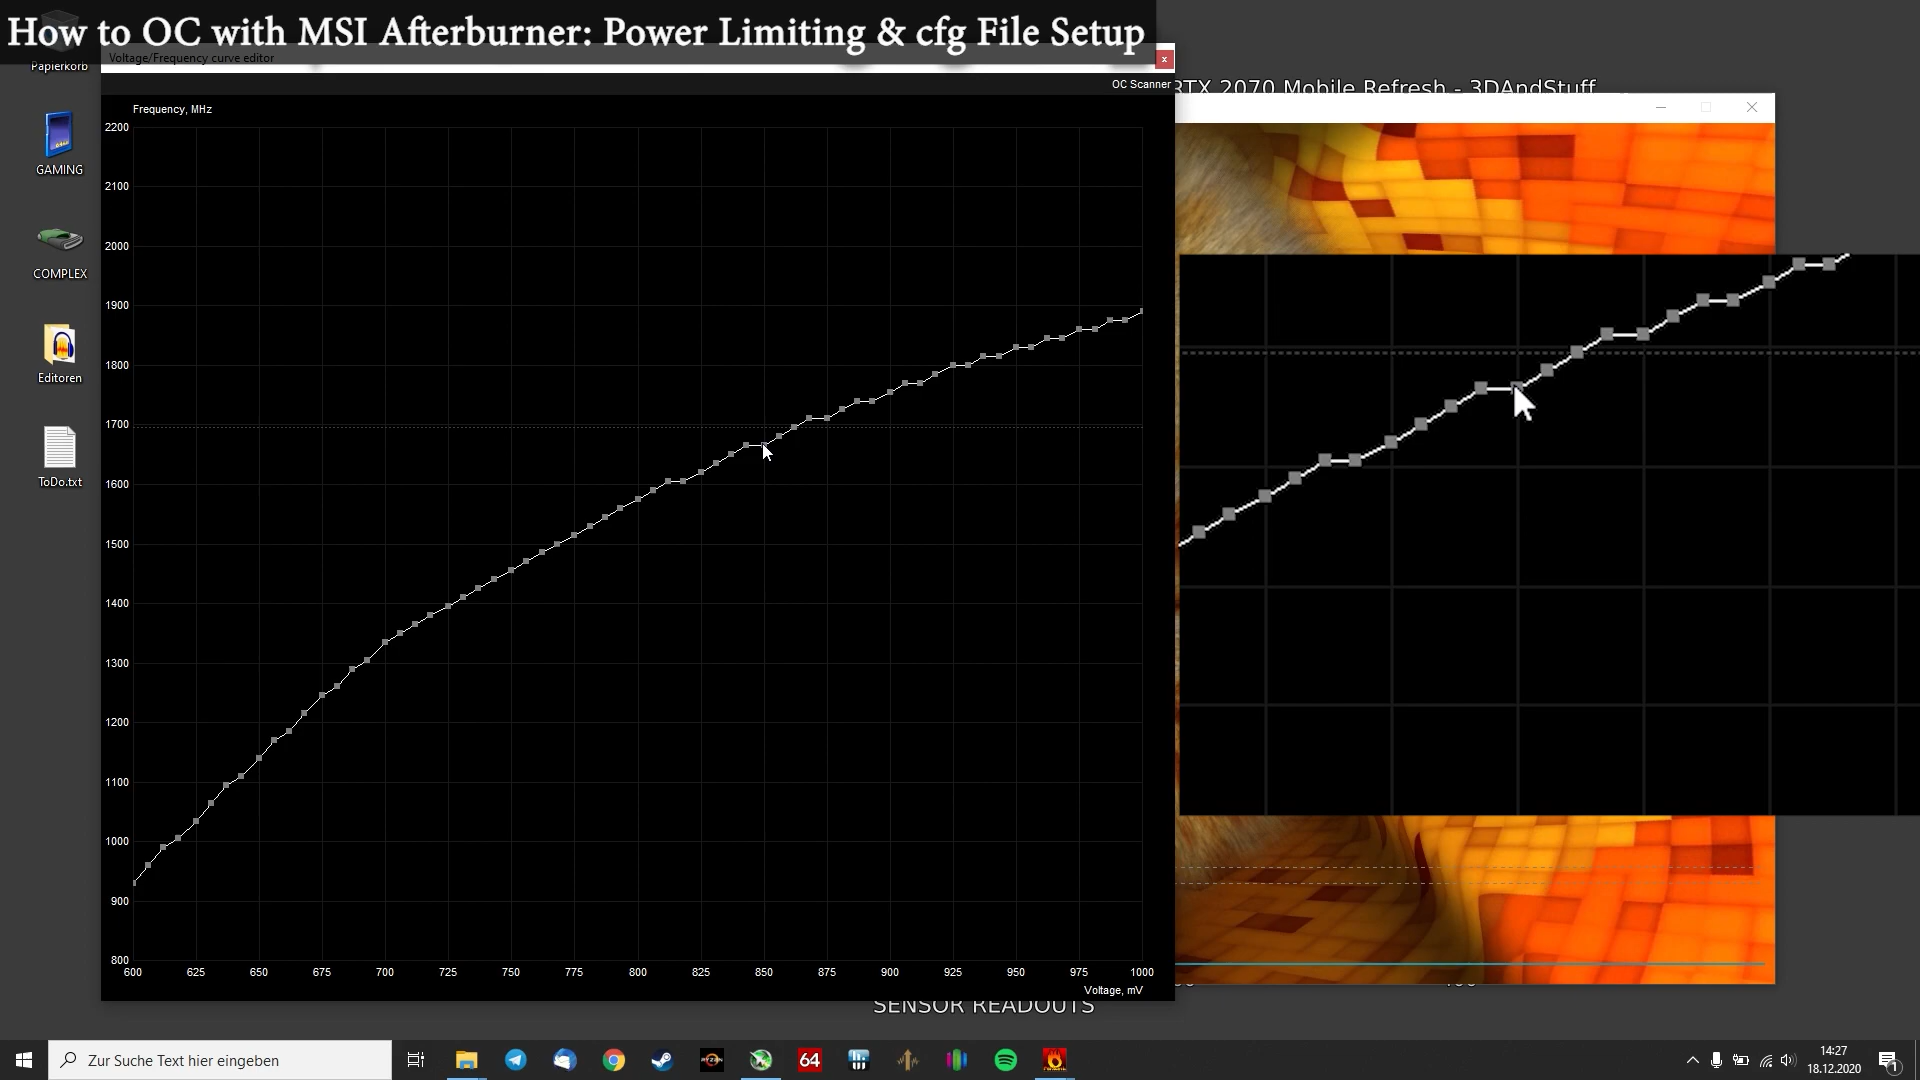 How to OC with MSI Afterburner: Power Limiting & cfg File Setup
Papierkorb
Voltage/Frequency curve editor
OC Scanner
RTX 2070 Mobile Refresh - 3DAndStuff
Frequency, MHz
2200
2100
2000
1900
1800
1700
1600
1500
1400
1300
1200
1100
1000
900
800
600 625 650 675 700 725 750 775 800 825 850 875 900 925 950 975 1000
Voltage, mV
GAMING
COMPLEX
Editoren
ToDo.txt
SENSOR READOUTS
Zur Suche Text hier eingeben
RYZEN
64
14:27
18.12.2020
1